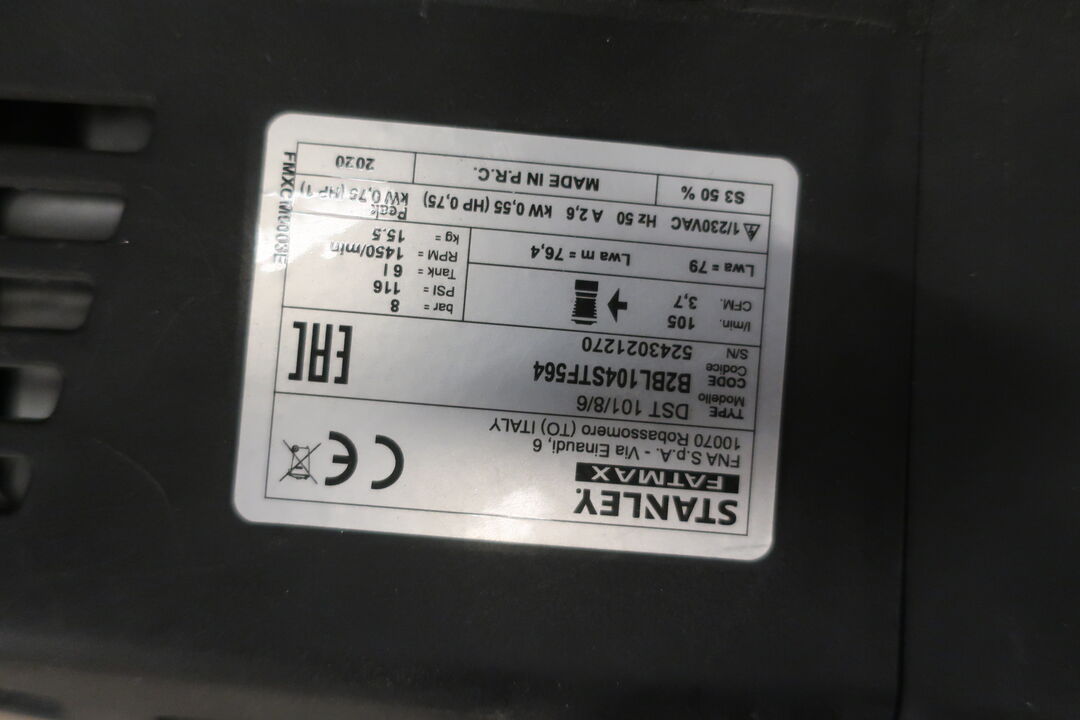 STANLEY
FATMAX
FNA S.p.A. - Via Einaudi, 6
10070 Robassomero (TO) ITALY
CE
TYPE
Modello
DST 101/8/6
CODE
Codice
B2BL104STF564
S/N
5243021270
EAC
l/min. 105
CFM. 3,7
bar = 8
PSI = 116
Tank = 6 l
RPM = 1450/min
kg = 15.5
Lwa = 79
Lwa m = 76,4
1/230VAC Hz 50 A 2,6 kW 0,55 (HP 0,75)
Peak kW 0,75 (HP 1)
S3 50 %
MADE IN P.R.C.
2020